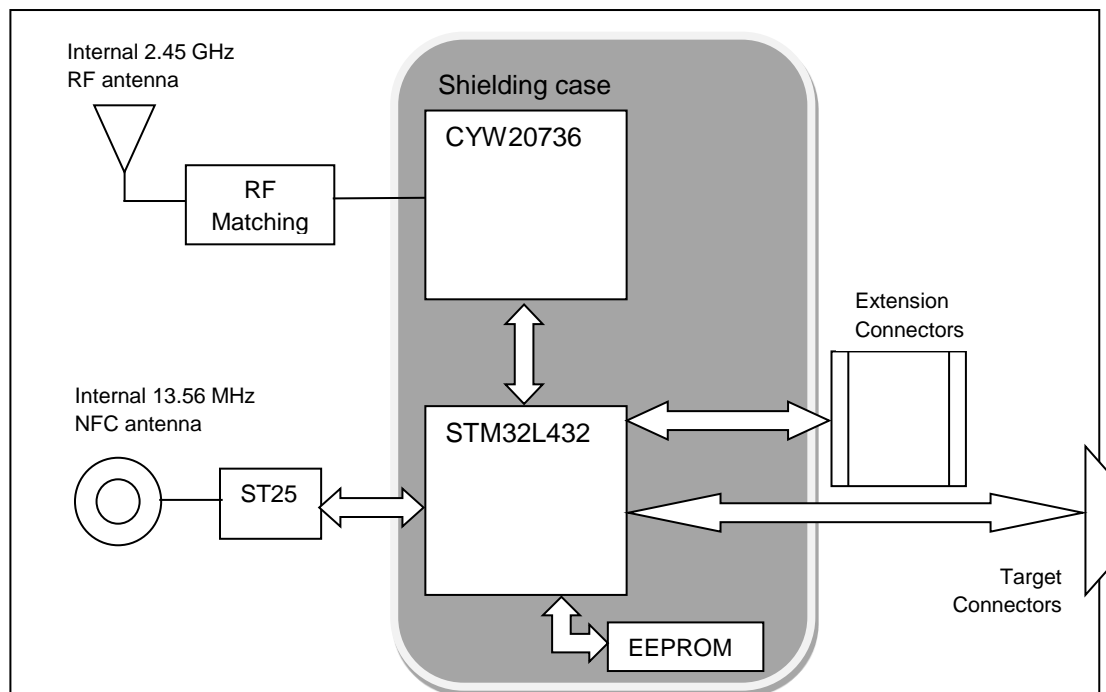 Internal 2.45 GHz
RF antenna
Shielding case
CYW20736
RF
Matching
Extension
Connectors
Internal 13.56 MHz
NFC antenna
STM32L432
ST25
Target
Connectors
EEPROM